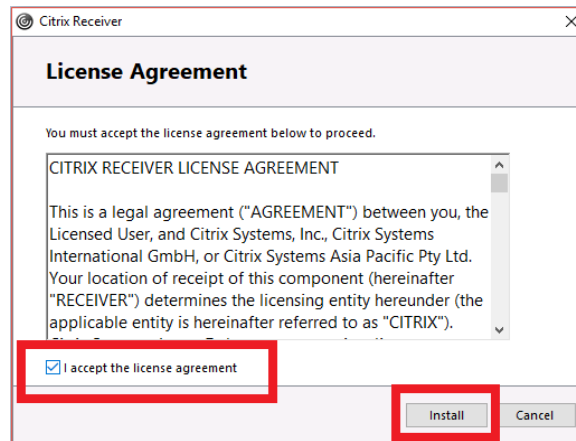 Citrix Receiver
License Agreement
You must accept the license agreement below to proceed.
CITRIX RECEIVER LICENSE AGREEMENT
This is a legal agreement ("AGREEMENT") between you, the
Licensed User, and Citrix Systems, Inc., Citrix Systems
International GmbH, or Citrix Systems Asia Pacific Pty Ltd.
Your location of receipt of this component (hereinafter
"RECEIVER") determines the licensing entity hereunder (the
applicable entity is hereinafter referred to as "CITRIX").
I accept the license agreement
Install
Cancel